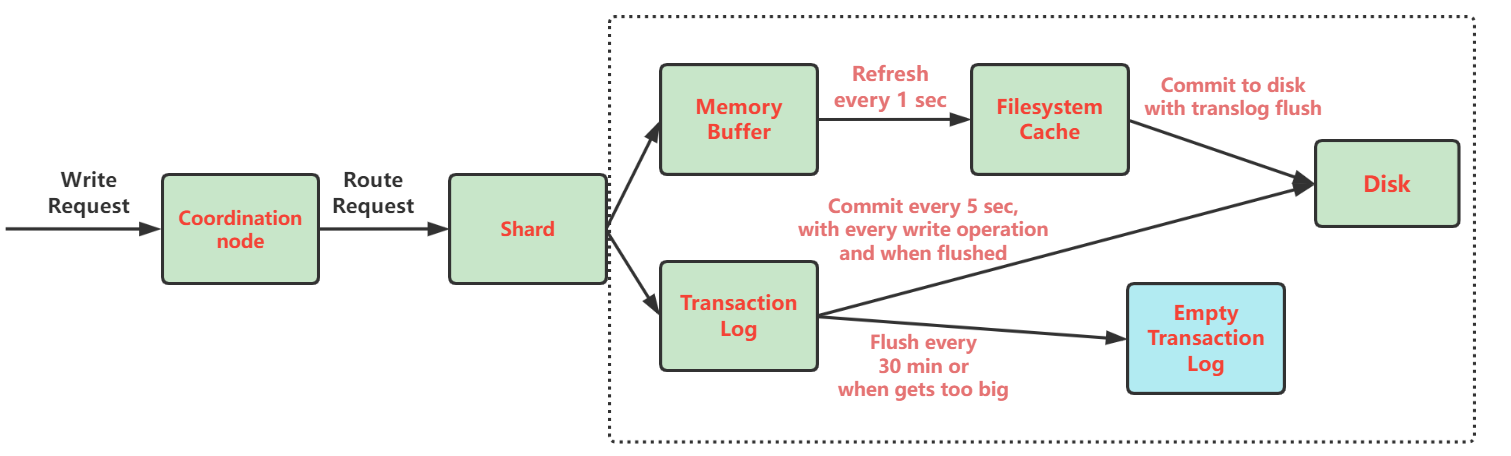 Write
Request
Coordination
node
Route
Request
Shard
Memory
Buffer
Refresh
every 1 sec
Filesystem
Cache
Commit to disk
with translog flush
Disk
Commit every 5 sec,
with every write operation
and when flushed
Transaction
Log
Flush every
30 min or
when gets too big
Empty
Transaction
Log